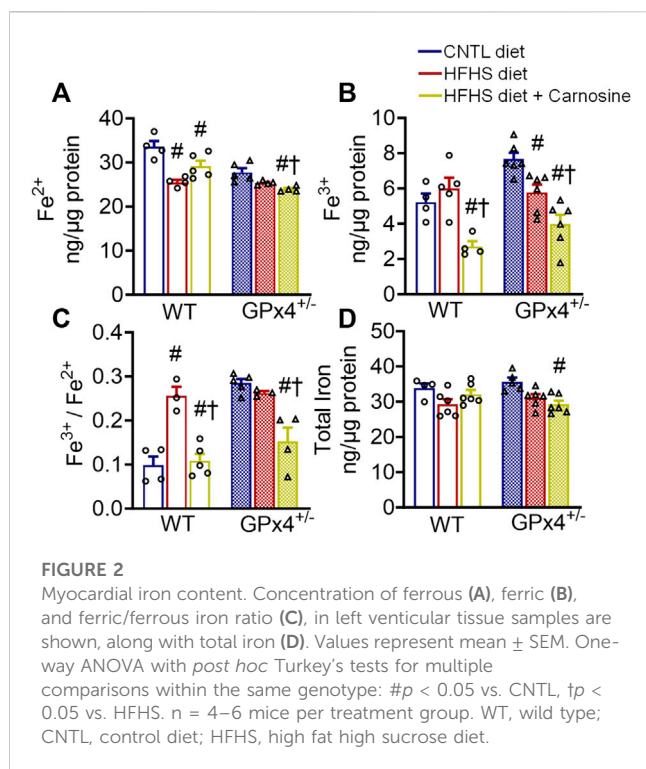 CNTL diet
HFHS diet
HFHS diet + Carnosine
A
Fe²⁺
ng/µg protein
40
30
20
10
0
#
#
#†
WT
GPx4⁺/⁻
B
Fe³⁺
ng/µg protein
10
8
6
4
2
0
#†
#
#†
WT
GPx4⁺/⁻
C
Fe³⁺ / Fe²⁺
0.4
0.3
0.2
0.1
0.0
#
#†
#†
WT
GPx4⁺/⁻
D
Total Iron
ng/µg protein
50
40
30
20
10
0
#
WT
GPx4⁺/⁻
FIGURE 2
Myocardial iron content. Concentration of ferrous (A), ferric (B),
and ferric/ferrous iron ratio (C), in left venticular tissue samples are
shown, along with total iron (D). Values represent mean ± SEM. One-
way ANOVA with post hoc Turkey's tests for multiple
comparisons within the same genotype: #p < 0.05 vs. CNTL, †p <
0.05 vs. HFHS. n = 4–6 mice per treatment group. WT, wild type;
CNTL, control diet; HFHS, high fat high sucrose diet.